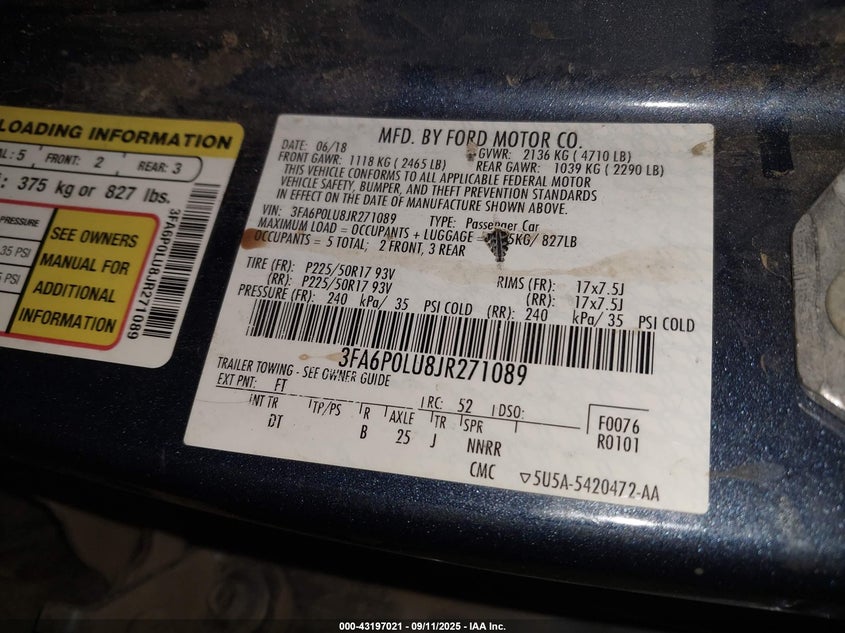 LOADING INFORMATION
5 FRONT: 2 REAR: 3
375 kg or 827 lbs.
PRESSURE
35 PSI
PSI
SEE OWNERS
MANUAL FOR
ADDITIONAL
INFORMATION
3FA6P0LU8JR271089
MFD. BY FORD MOTOR CO.
DATE: 06/18 GVWR: 2136 KG ( 4710 LB)
FRONT GAWR: 1118 KG ( 2465 LB) REAR GAWR: 1039 KG ( 2290 LB)
THIS VEHICLE CONFORMS TO ALL APPLICABLE FEDERAL MOTOR
VEHICLE SAFETY, BUMPER, AND THEFT PREVENTION STANDARDS
IN EFFECT ON THE DATE OF MANUFACTURE SHOWN ABOVE.
VIN: 3FA6P0LU8JR271089 TYPE: Passenger Car
MAXIMUM LOAD = OCCUPANTS + LUGGAGE = 5KG/ 827LB
OCCUPANTS = 5 TOTAL; 2 FRONT, 3 REAR
TIRE (FR): P225/50R17 93V RIMS (FR): 17x7.5J
(RR): P225/50R17 93V (RR): 17x7.5J
PRESSURE (FR): 240 kPa/ 35 PSI COLD (RR): 240 kPa/ 35 PSI COLD
3FA6P0LU8JR271089
TRAILER TOWING - SEE OWNER GUIDE
EXT PNT: FT RC: 52 DSO: F0076
INT TR TP/PS R AXLE TR SPR R0101
DT B 25 J NNRR
CMC 5U5A-5420472-AA
000-43197021 - 09/11/2025 - IAA Inc.